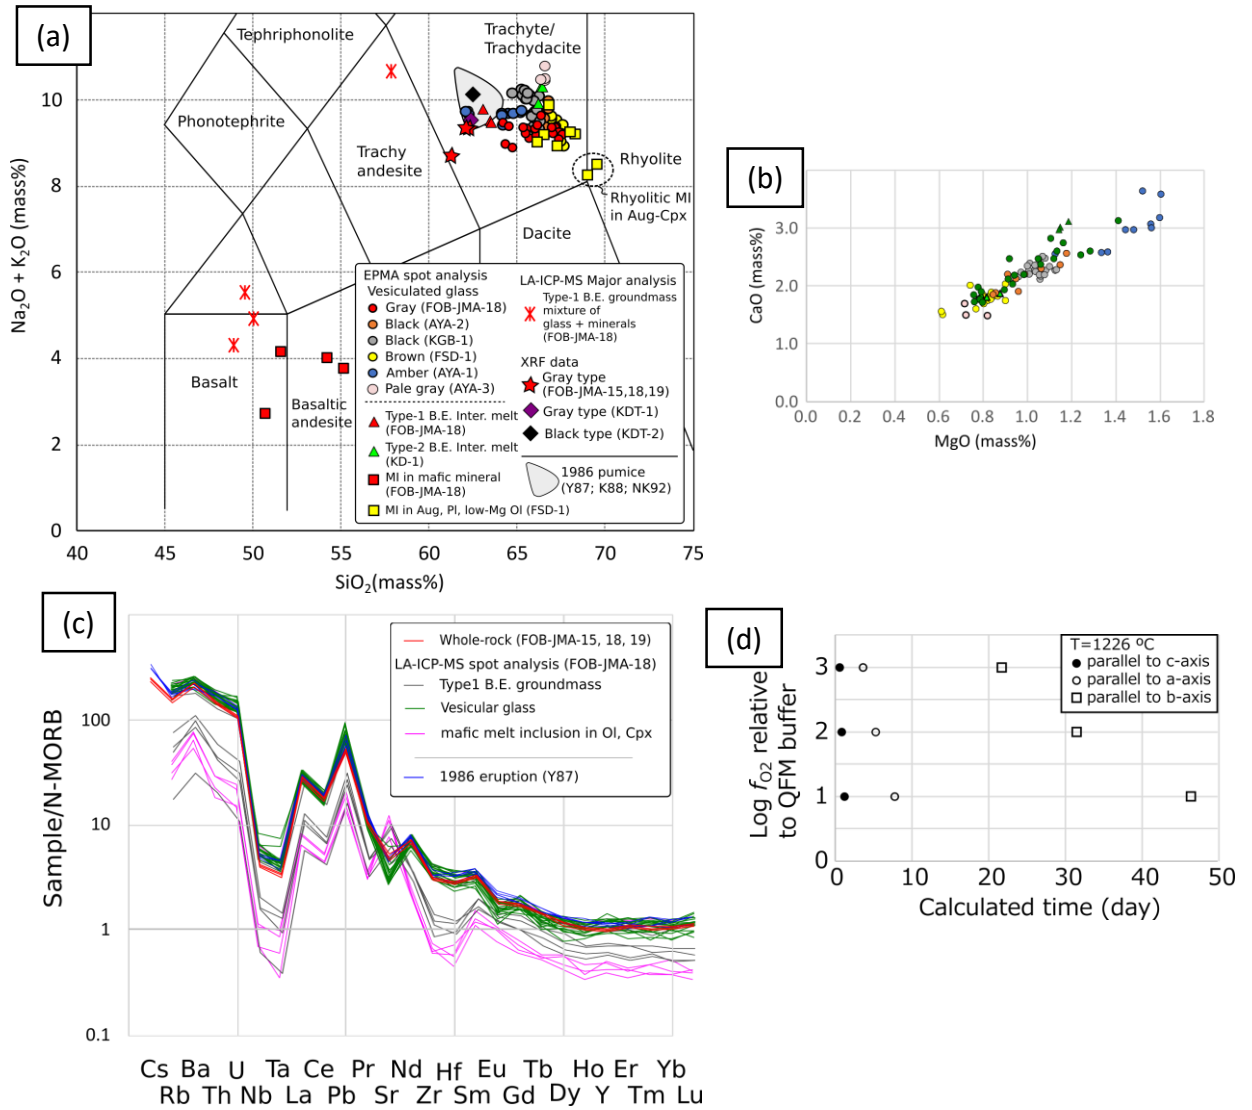 (a)
Tephriphonolite
Trachyte/
Trachydacite
Phonotephrite
Trachy
andesite
Rhyolite
Rhyolitic MI
in Aug-Cpx
Dacite
Basalt
Basaltic
andesite
EPMA spot analysis
Vesiculated glass
Gray (FOB-JMA-18)
Black (AYA-2)
Black (KGB-1)
Brown (FSD-1)
Amber (AYA-1)
Pale gray (AYA-3)
Type-1 B.E. Inter. melt
(FOB-JMA-18)
Type-2 B.E. Inter. melt
(KD-1)
MI in mafic mineral
(FOB-JMA-18)
MI in Aug, Pl, low-Mg Ol (FSD-1)
LA-ICP-MS Major analysis
Type-1 B.E. groundmass
mixture of
glass + minerals
(FOB-JMA-18)
XRF data
Gray type
(FOB-JMA-15,18,19)
Gray type (KDT-1)
Black type (KDT-2)
1986 pumice
(Y87; K88; NK92)
Na₂O + K₂O (mass%)
10
8
6
4
2
0
40 45 50 55 60 65 70 75
SiO₂(mass%)
(b)
CaO (mass%)
3.0
2.0
1.0
0.0
0.0 0.2 0.4 0.6 0.8 1.0 1.2 1.4 1.6 1.8
MgO (mass%)
(c)
Whole-rock (FOB-JMA-15, 18, 19)
LA-ICP-MS spot analysis (FOB-JMA-18)
Type1 B.E. groundmass
Vesicular glass
mafic melt inclusion in Ol, Cpx
1986 eruption (Y87)
Sample/N-MORB
100
10
1
0.1
Cs Ba U Ta Ce Pr Nd Hf Eu Tb Ho Er Yb
Rb Th Nb La Pb Sr Zr Sm Gd Dy Y Tm Lu
(d)
T=1226 ºC
parallel to c-axis
parallel to a-axis
parallel to b-axis
Log fO₂ relative
to QFM buffer
3
2
1
0
0 10 20 30 40 50
Calculated time (day)